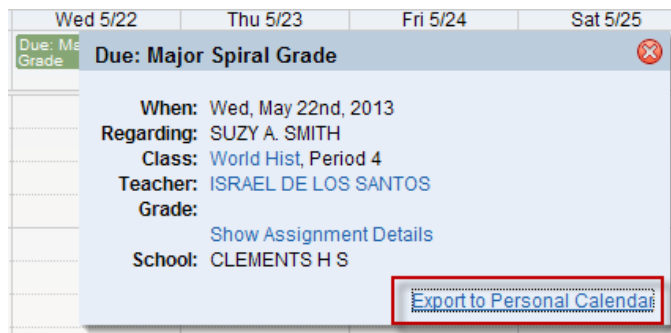 Wed 5/22 Thu 5/23 Fri 5/24 Sat 5/25
Due: Ma
Grade
Due: Major Spiral Grade
When: Wed, May 22nd, 2013
Regarding: SUZY A. SMITH
Class: World Hist, Period 4
Teacher: ISRAEL DE LOS SANTOS
Grade:
Show Assignment Details
School: CLEMENTS H S
Export to Personal Calendar